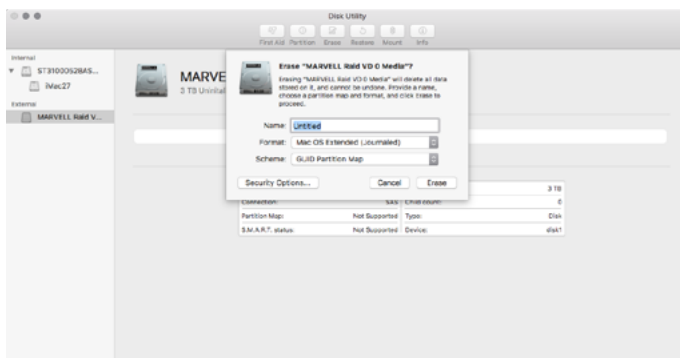 Disk Utility
First Aid Partition Erase Restore Mount Info
Internal
ST31000528AS...
iMac27
External
MARVELL Raid V...
MARVE
3 TB Uninitial
Erase "MARVELL Raid VD 0 Media"?
Erasing "MARVELL Raid VD 0 Media" will delete all data
stored on it, and cannot be undone. Provide a name,
choose a partition map and format, and click Erase to
proceed.
Name: Untitled
Format: Mac OS Extended (Journaled)
Scheme: GUID Partition Map
Security Options... Cancel Erase
3 TB
Connection: SAS Child count: 0
Partition Map: Not Supported Type: Disk
S.M.A.R.T. status: Not Supported Device: disk1